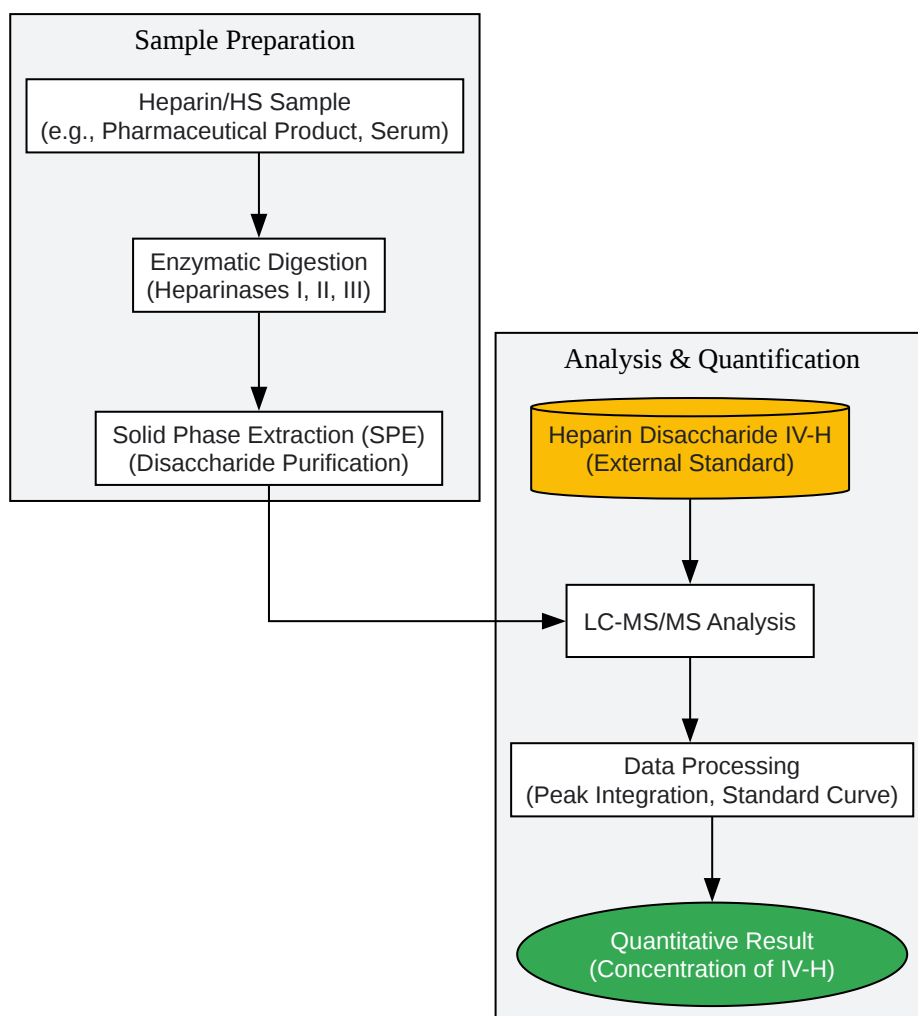 Sample Preparation
Heparin/HS Sample
(e.g., Pharmaceutical Product, Serum)
Enzymatic Digestion
(Heparinases I, II, III)
Solid Phase Extraction (SPE)
(Disaccharide Purification)
Analysis & Quantification
Heparin Disaccharide IV-H
(External Standard)
LC-MS/MS Analysis
Data Processing
(Peak Integration, Standard Curve)
Quantitative Result
(Concentration of IV-H)